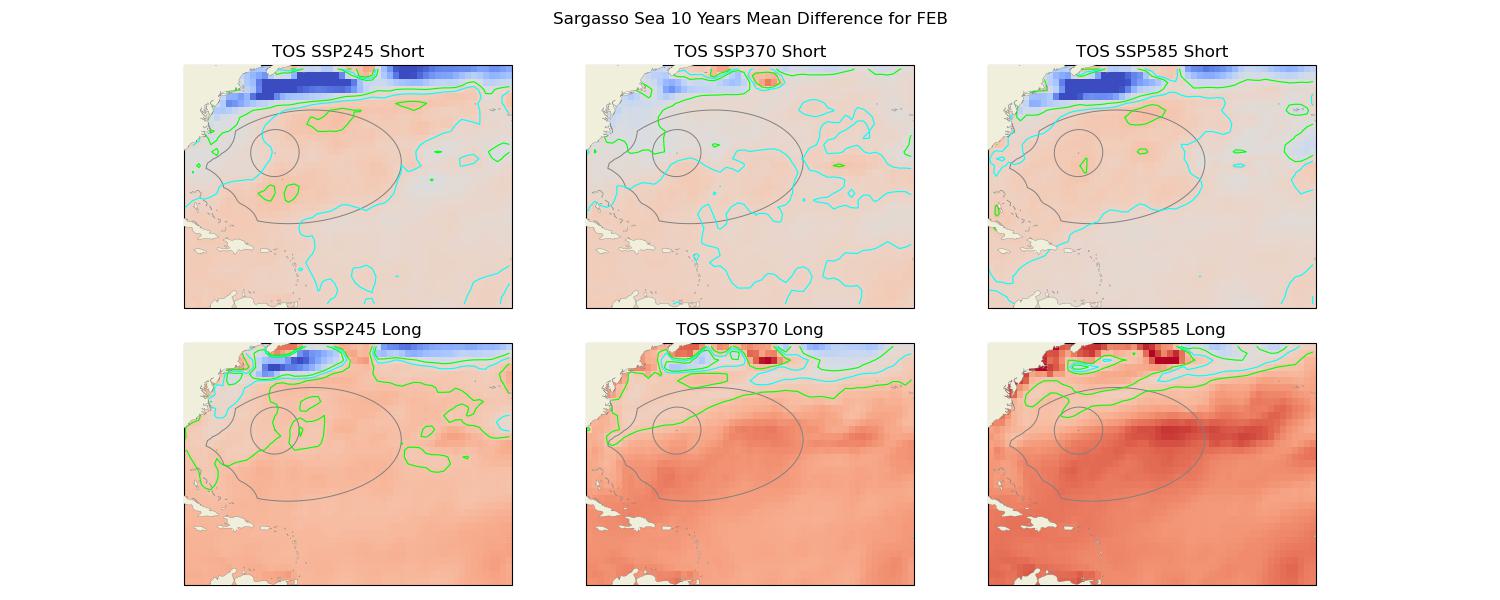 Sargasso Sea 10 Years Mean Difference for FEB
TOS SSP245 Short
TOS SSP370 Short
TOS SSP585 Short
TOS SSP245 Long
TOS SSP370 Long
TOS SSP585 Long